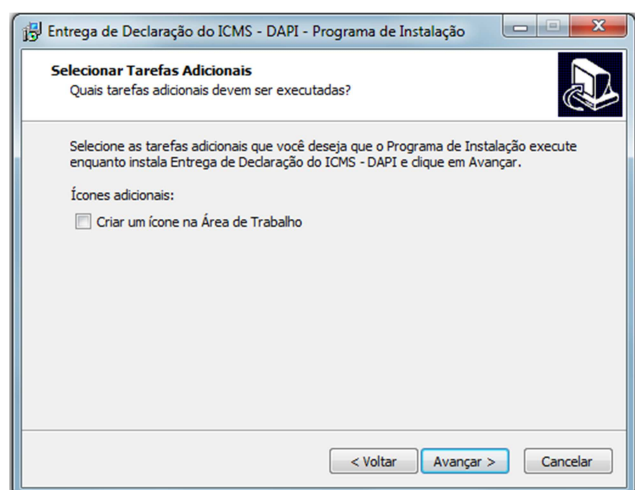 Entrega de Declaração do ICMS - DAPI - Programa de Instalação
Selecionar Tarefas Adicionais
Quais tarefas adicionais devem ser executadas?
Selecione as tarefas adicionais que você deseja que o Programa de Instalação execute
enquanto instala Entrega de Declaração do ICMS - DAPI e clique em Avançar.
Ícones adicionais:
Criar um ícone na Área de Trabalho
< Voltar
Avançar >
Cancelar